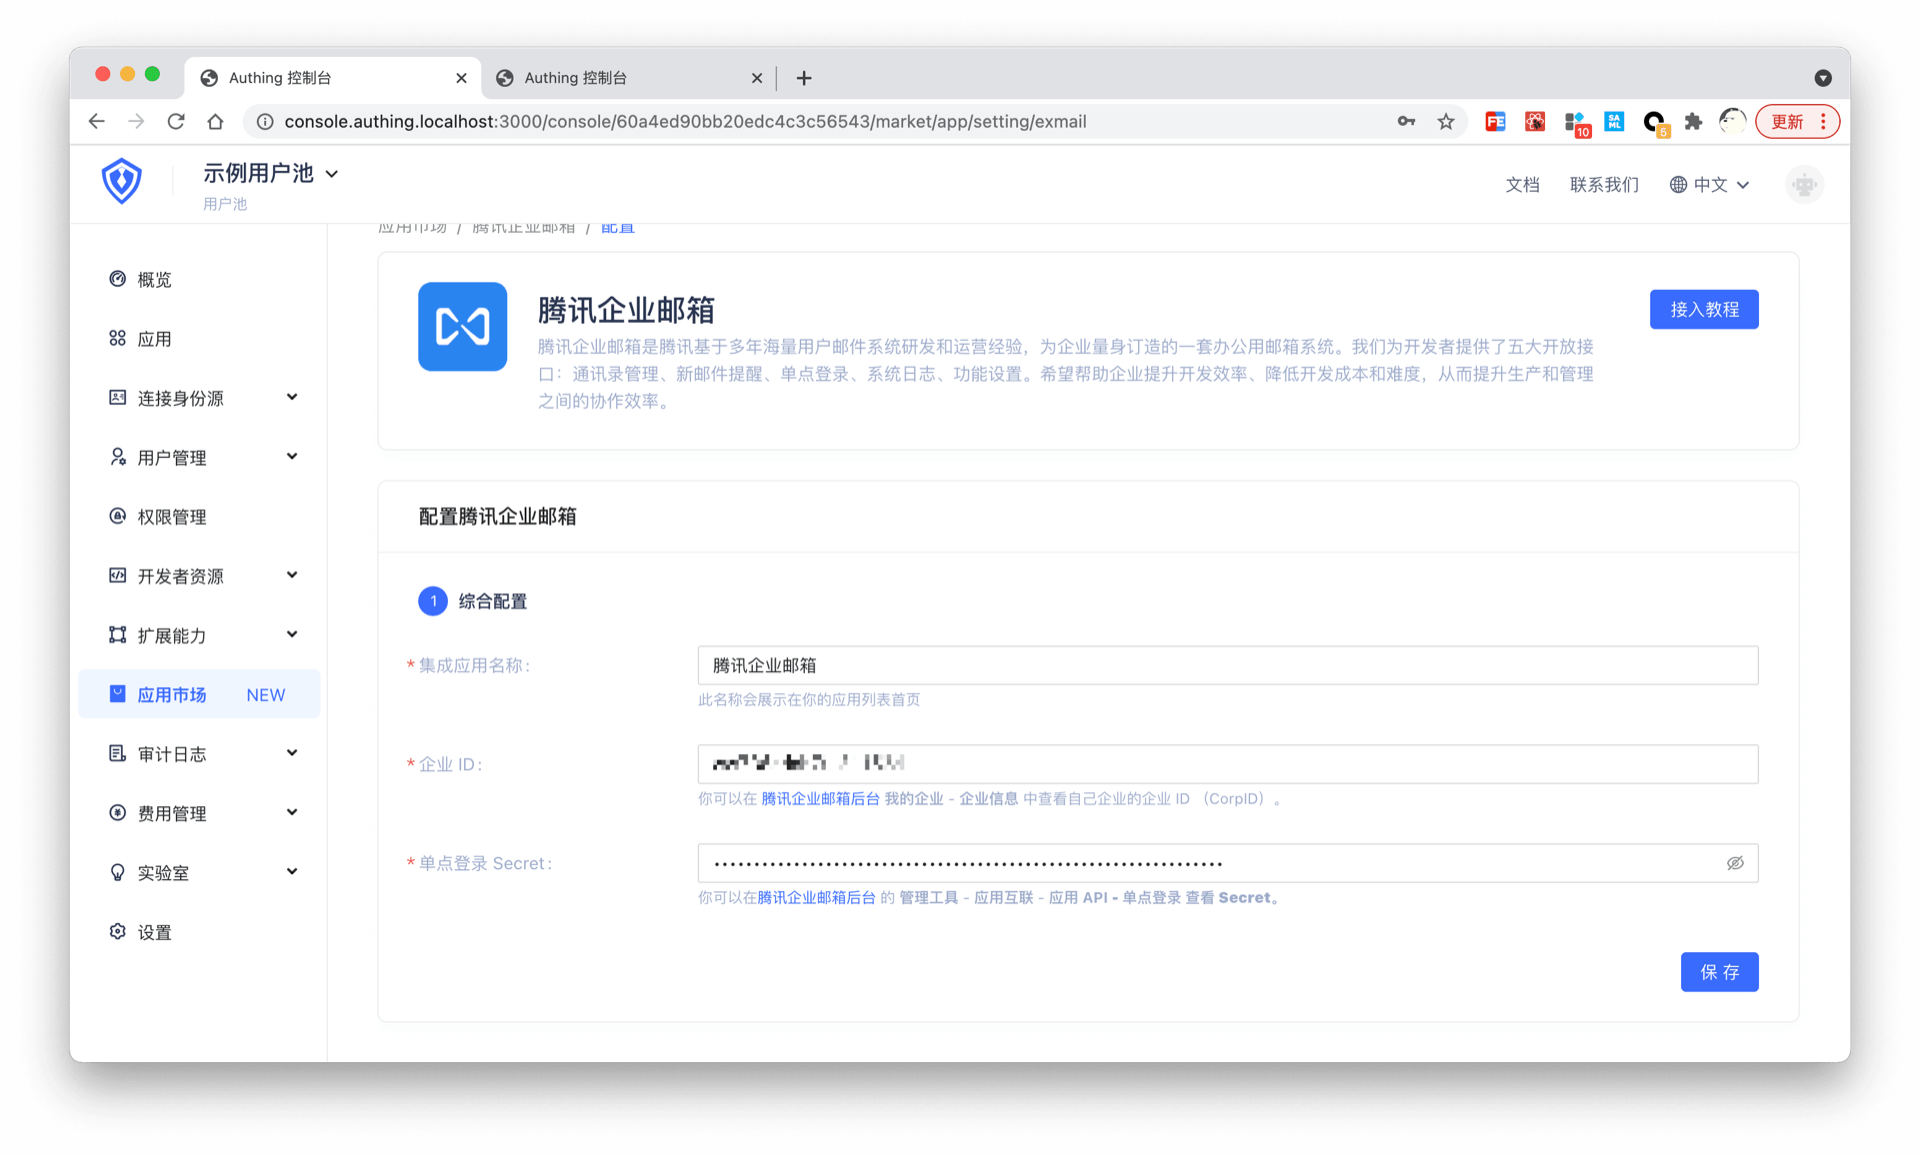 Authing 控制台
Authing 控制台
console.authing.localhost:3000/console/60a4ed90bb20edc4c3c56543/market/app/setting/exmail
FE
10
SA
ML
5
更新
示例用户池
用户池
文档
联系我们
中文
应用市场 / 腾讯企业邮箱 / 配置
概览
应用
连接身份源
用户管理
权限管理
开发者资源
扩展能力
应用市场 NEW
审计日志
费用管理
实验室
设置
腾讯企业邮箱
接入教程
腾讯企业邮箱是腾讯基于多年海量用户邮件系统研发和运营经验，为企业量身订造的一套办公用邮箱系统。我们为开发者提供了五大开放接
口：通讯录管理、新邮件提醒、单点登录、系统日志、功能设置。希望帮助企业提升开发效率、降低开发成本和难度，从而提升生产和管理
之间的协作效率。
配置腾讯企业邮箱
1 综合配置
* 集成应用名称:
腾讯企业邮箱
此名称会展示在你的应用列表首页
* 企业 ID:
你可以在 腾讯企业邮箱后台 我的企业 - 企业信息 中查看自己企业的企业 ID （CorpID）。
* 单点登录 Secret:
你可以在腾讯企业邮箱后台 的 管理工具 - 应用互联 - 应用 API - 单点登录 查看 Secret。
保 存